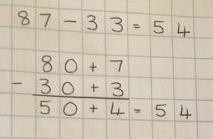 87 - 33 = 54
80 + 7
- 30 + 3
50 + 4 = 54